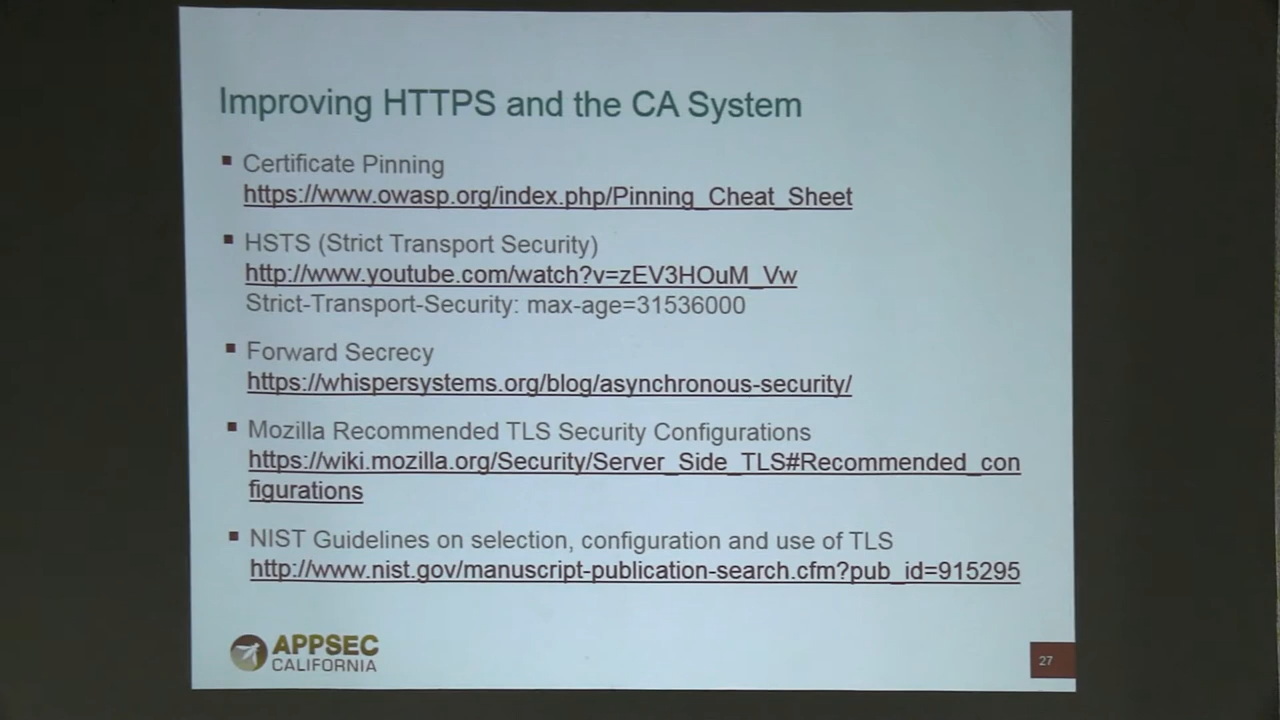 Improving HTTPS and the CA System
Certificate Pinning
https://www.owasp.org/index.php/Pinning_Cheat_Sheet
HSTS (Strict Transport Security)
http://www.youtube.com/watch?v=zEV3HOuM_Vw
Strict-Transport-Security: max-age=31536000
Forward Secrecy
https://whispersystems.org/blog/asynchronous-security/
Mozilla Recommended TLS Security Configurations
https://wiki.mozilla.org/Security/Server_Side_TLS#Recommended_con
figurations
NIST Guidelines on selection, configuration and use of TLS
http://www.nist.gov/manuscript-publication-search.cfm?pub_id=915295
APPSEC
CALIFORNIA
27